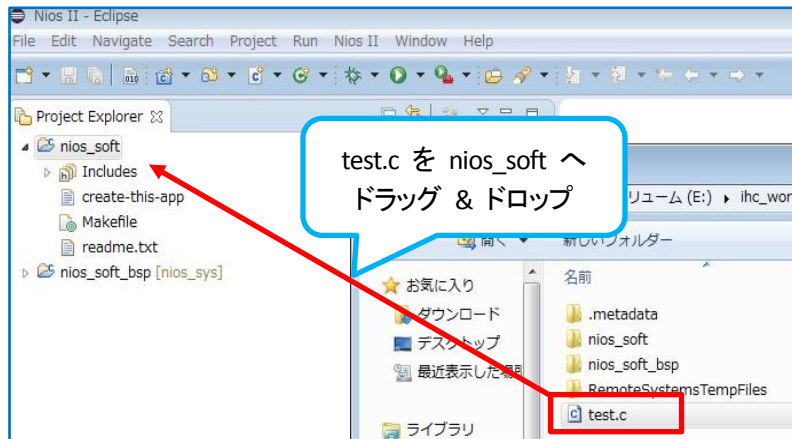 Nios II - Eclipse
File Edit Navigate Search Project Run Nios II Window Help
Project Explorer
nios_soft
Includes
create-this-app
Makefile
readme.txt
nios_soft_bsp [nios_sys]
test.c を nios_soft へ
ドラッグ & ドロップ
リューム (E:) ihc_wor
開く 新しいフォルダー
お気に入り
ダウンロード
デスクトップ
最近表示した場所
ライブラリ
名前
.metadata
nios_soft
nios_soft_bsp
RemoteSystemsTempFiles
test.c